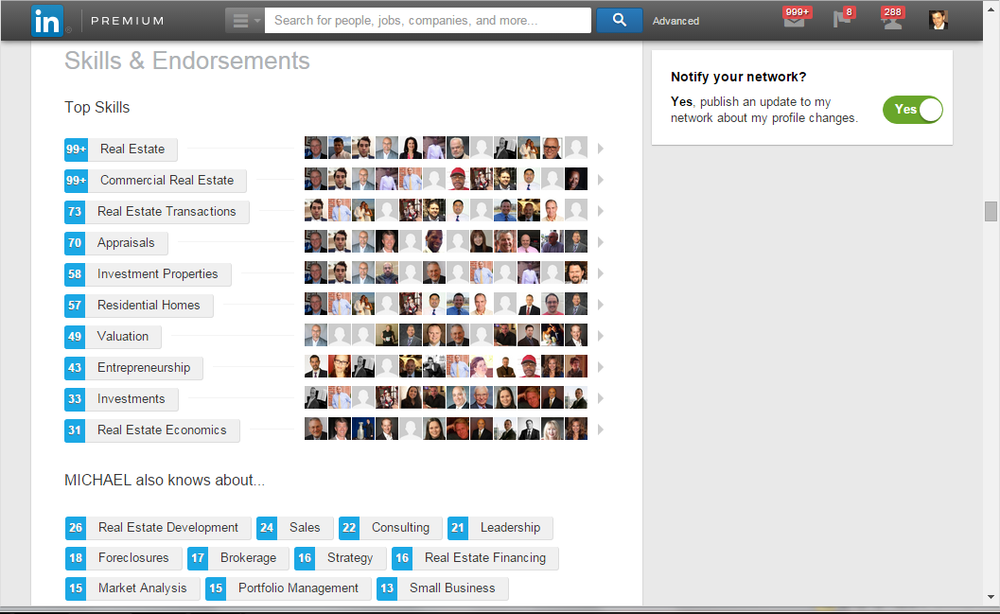 in PREMIUM Search for people, jobs, companies, and more... Advanced 999+ 8 288
Skills & Endorsements
Notify your network?
Yes, publish an update to my
network about my profile changes.
Yes
Top Skills
99+ Real Estate
99+ Commercial Real Estate
73 Real Estate Transactions
70 Appraisals
58 Investment Properties
57 Residential Homes
49 Valuation
43 Entrepreneurship
33 Investments
31 Real Estate Economics
MICHAEL also knows about...
26 Real Estate Development 24 Sales 22 Consulting 21 Leadership
18 Foreclosures 17 Brokerage 16 Strategy 16 Real Estate Financing
15 Market Analysis 15 Portfolio Management 13 Small Business